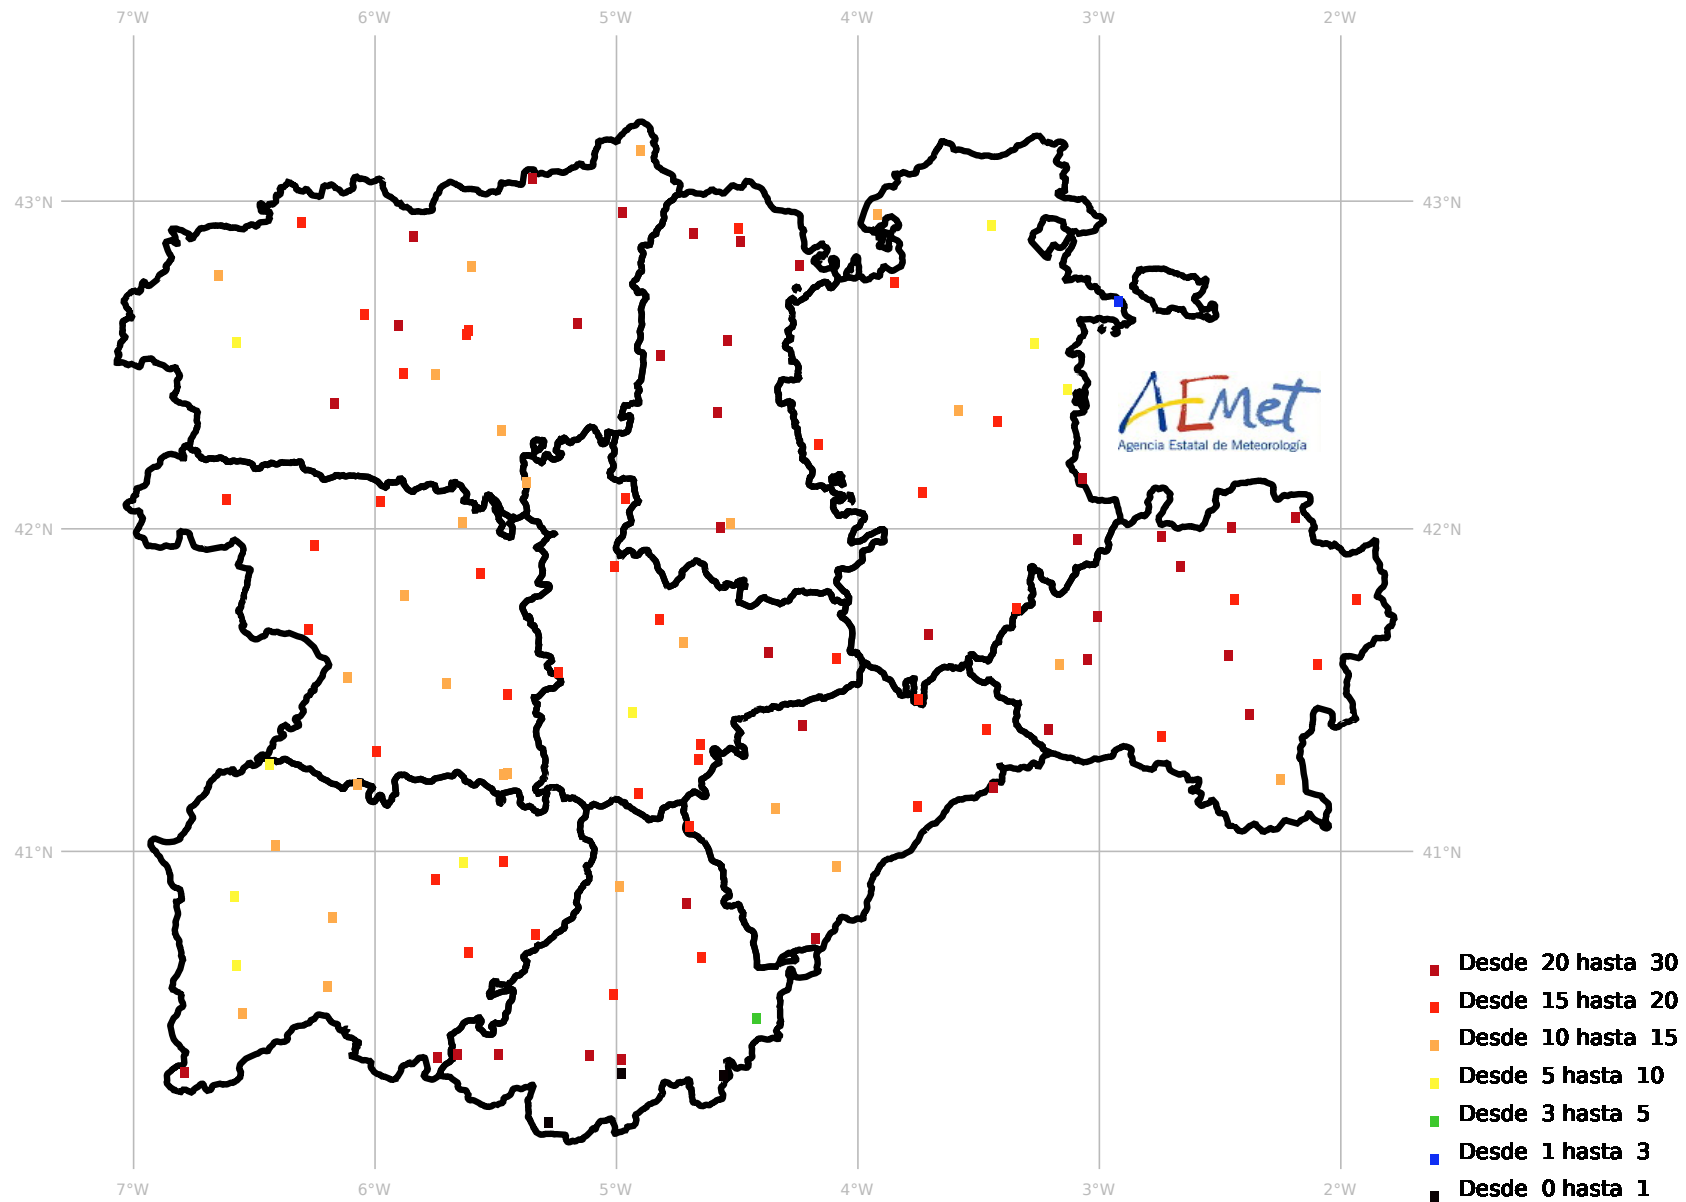 7°W 6°W 5°W 4°W 3°W 2°W
43°N 43°N
AEMet
Agencia Estatal de Meteorología
42°N 42°N
41°N 41°N
Desde 20 hasta 30
Desde 15 hasta 20
Desde 10 hasta 15
Desde 5 hasta 10
Desde 3 hasta 5
Desde 1 hasta 3
Desde 0 hasta 1
7°W 6°W 5°W 4°W 3°W 2°W